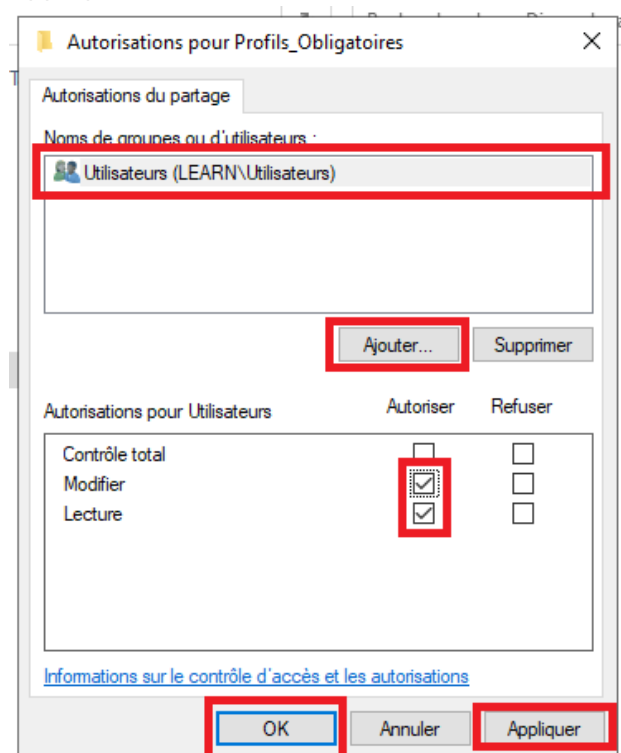 Autorisations pour Profils_Obligatoires
Autorisations du partage
Noms de groupes ou d'utilisateurs :
Utilisateurs (LEARN\Utilisateurs)
Ajouter... Supprimer
Autorisations pour Utilisateurs Autoriser Refuser
Contrôle total
Modifier
Lecture
Informations sur le contrôle d'accès et les autorisations
OK Annuler Appliquer